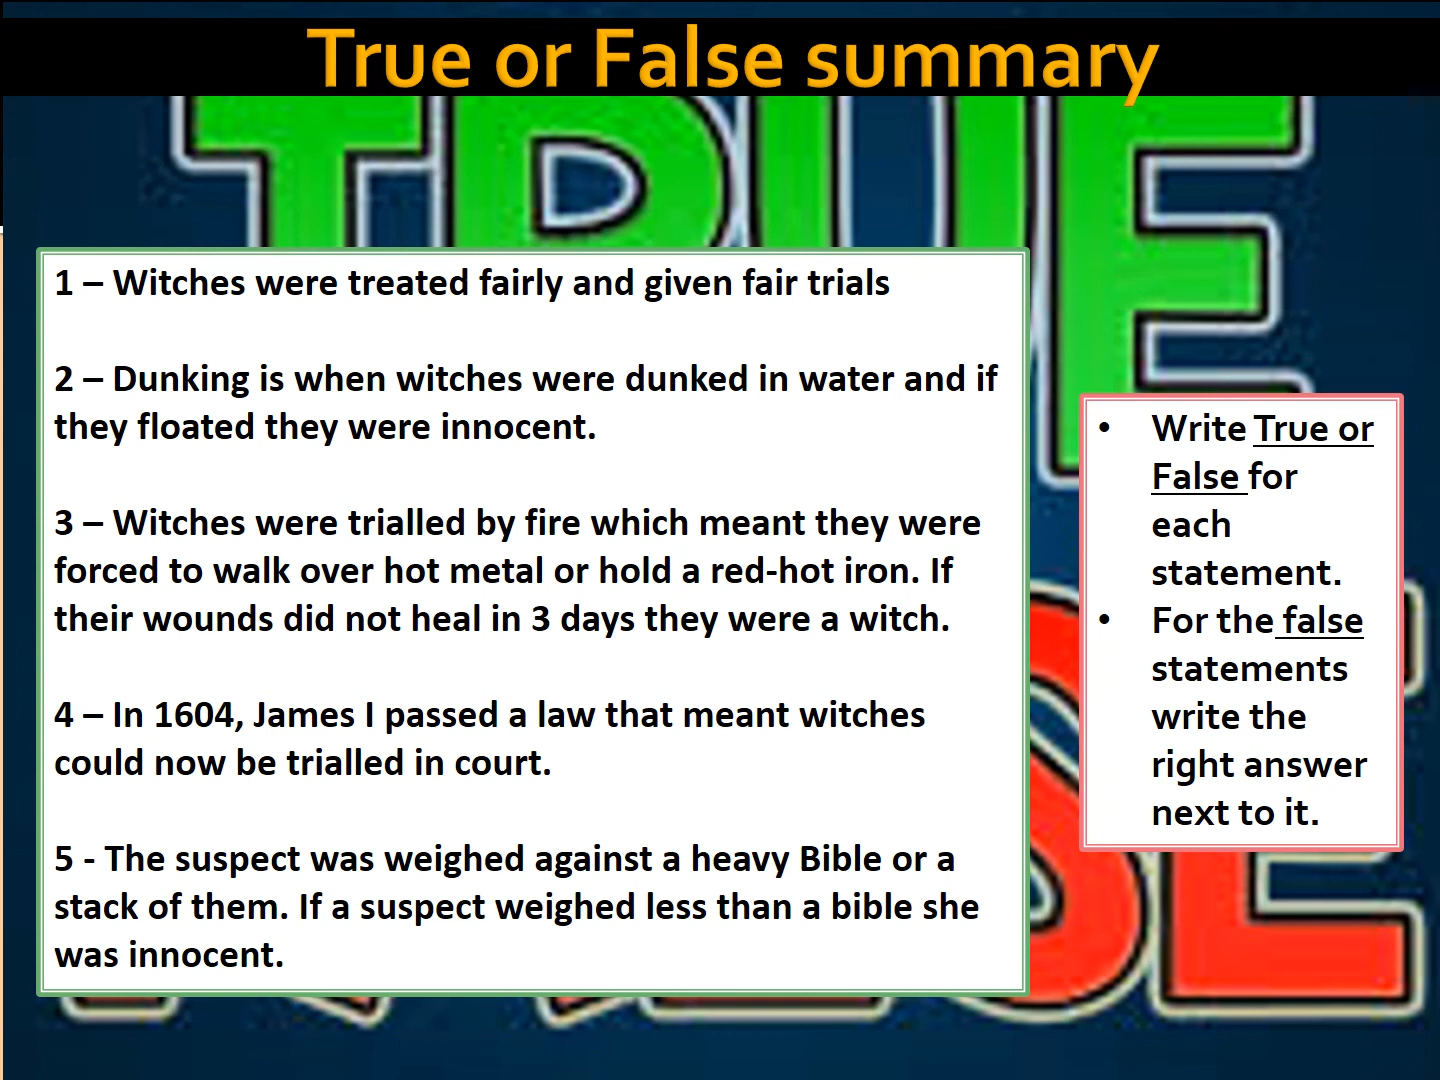 True or False summary
1 – Witches were treated fairly and given fair trials
2 – Dunking is when witches were dunked in water and if
they floated they were innocent.
3 – Witches were trialled by fire which meant they were
forced to walk over hot metal or hold a red-hot iron. If
their wounds did not heal in 3 days they were a witch.
4 – In 1604, James I passed a law that meant witches
could now be trialled in court.
5 - The suspect was weighed against a heavy Bible or a
stack of them. If a suspect weighed less than a bible she
was innocent.
• Write True or
False for
each
statement.
• For the false
statements
write the
right answer
next to it.
TRUE